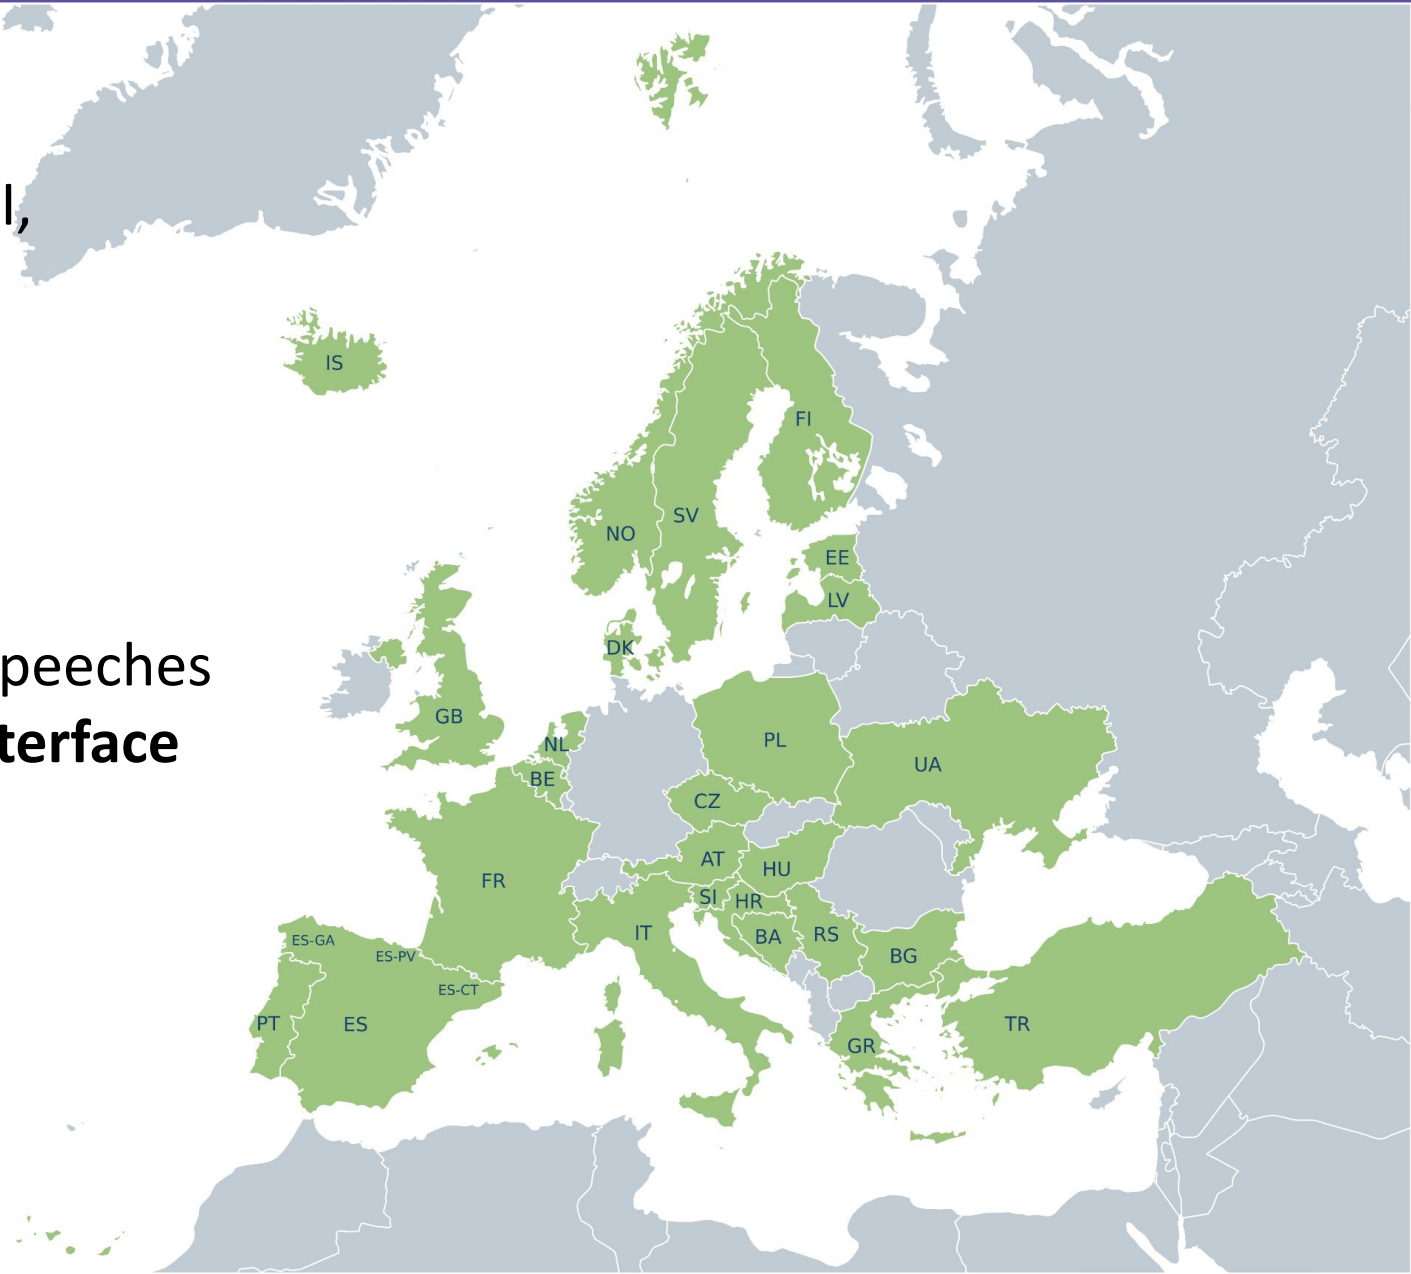 l,
peeches
terface
IS
FI
SV
NO
EE
LV
DK
GB
NL
BE
PL
UA
CZ
AT
HU
FR
SI
HR
IT
BA
RS
BG
ES-GA
ES-PV
ES-CT
PT
ES
TR
GR